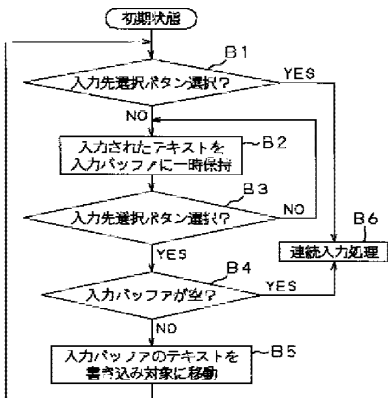 初期状態
B1
入力先選択ボタン選択?
YES
NO
B2
入力されたテキストを
入力バッファに一時保持
B3
入力先選択ボタン選択?
NO
B6
連続入力処理
YES
B4
入力バッファが空?
YES
NO
B5
入力バッファのテキストを
書き込み対象に移動